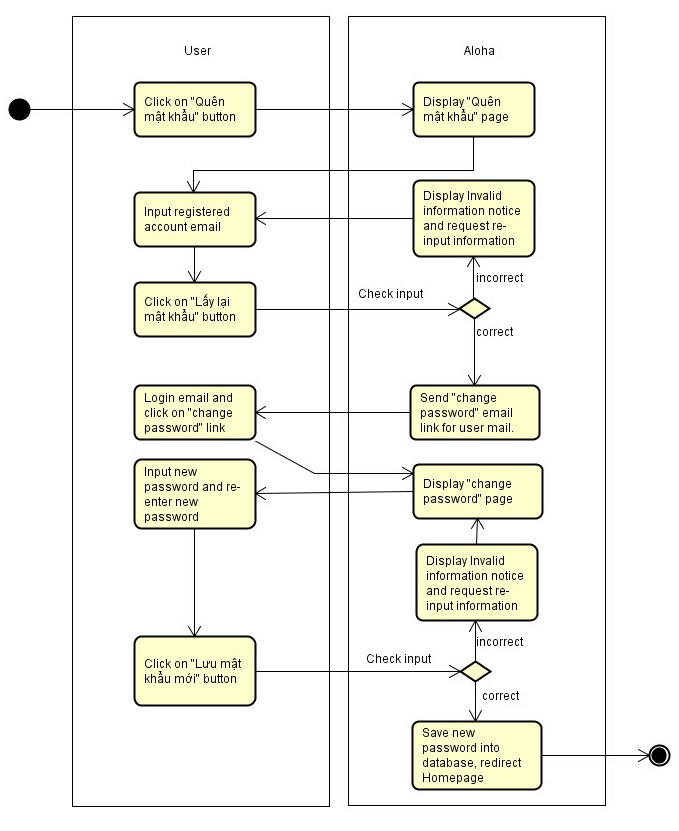 User
Aloha
Click on "Quên
mật khẩu" button
Display "Quên
mật khẩu" page
Input registered
account email
Display Invalid
information notice
and request re-
input information
incorrect
Click on "Lấy lại
mật khẩu" button
Check input
correct
Login email and
click on "change
password" link
Send "change
password" email
link for user mail.
Input new
password and re-
enter new
password
Display "change
password" page
Display Invalid
information notice
and request re-
input information
incorrect
Click on "Lưu mật
khẩu mới" button
Check input
correct
Save new
password into
database, redirect
Homepage